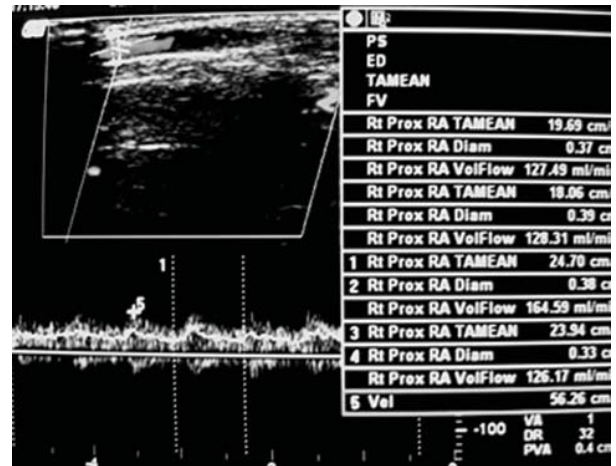 PS
ED
TAMEAN
FV
Rt Prox RA TAMEAN 19.69 cm/
Rt Prox RA Diam 0.37 cm
Rt Prox RA VolFlow 127.49 ml/mi
Rt Prox RA TAMEAN 18.06 cm/
Rt Prox RA Diam 0.39 c
Rt Prox RA VolFlow 128.31 ml/mi
1 Rt Prox RA TAMEAN 24.70 cm/
2 Rt Prox RA Diam 0.38 c
Rt Prox RA VolFlow 164.59 ml/mi
3 Rt Prox RA TAMEAN 23.94 cm/
4 Rt Prox RA Diam 0.33 c
Rt Prox RA VolFlow 126.17 ml/mi
5 Vel 56.26 cm/
1
5
-100
VA 1
DR 32
PVA 0.4 cm